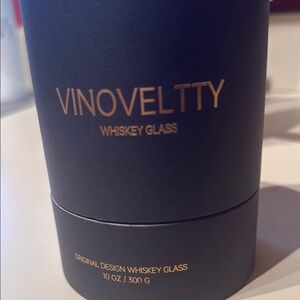 VINOVELTTY
WHISKEY GLASS
ORIGINAL DESIGN WHISKEY GLASS
10 OZ / 300 G